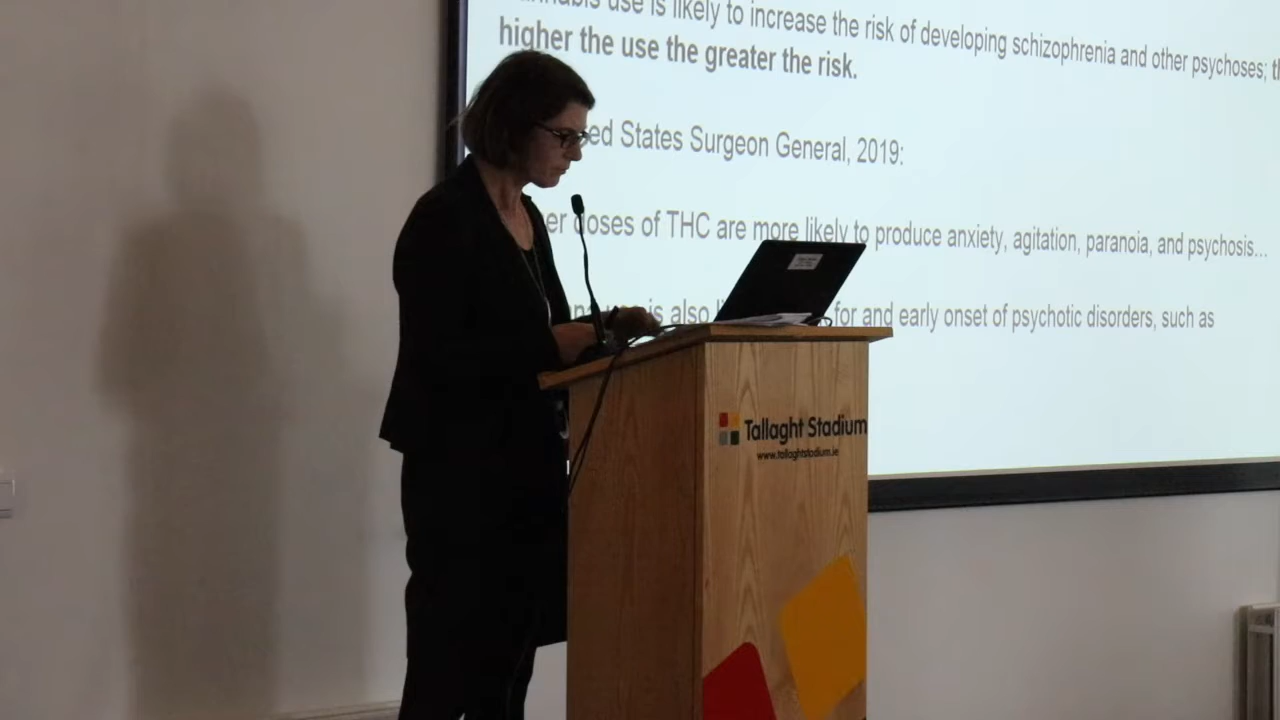 use is likely to increase the risk of developing schizophrenia and other psychoses;
higher the use the greater the risk.
ed States Surgeon General, 2019:
er doses of THC are more likely to produce anxiety, agitation, paranoia, and psychosis...
is also for and early onset of psychotic disorders, such as
Tallaght Stadium
www.tallaghtstadium.ie